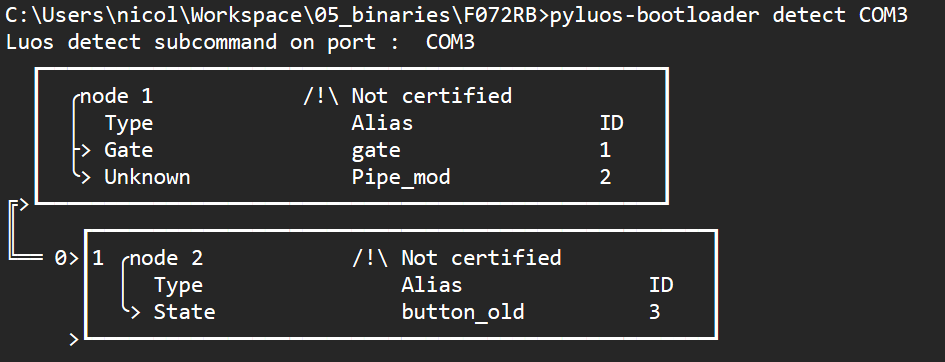 C:\Users\nicol\Workspace\05_binaries\F072RB>pyluos-bootloader detect COM3
Luos detect subcommand on port :  COM3
╭node 1            /!\ Not certified
│  Type                Alias               ID
├> Gate                gate                1
╰> Unknown             Pipe_mod            2
╔>
╚══ 0>┃1 ╭node 2            /!\ Not certified
│  Type                Alias               ID
╰> State               button_old          3
>